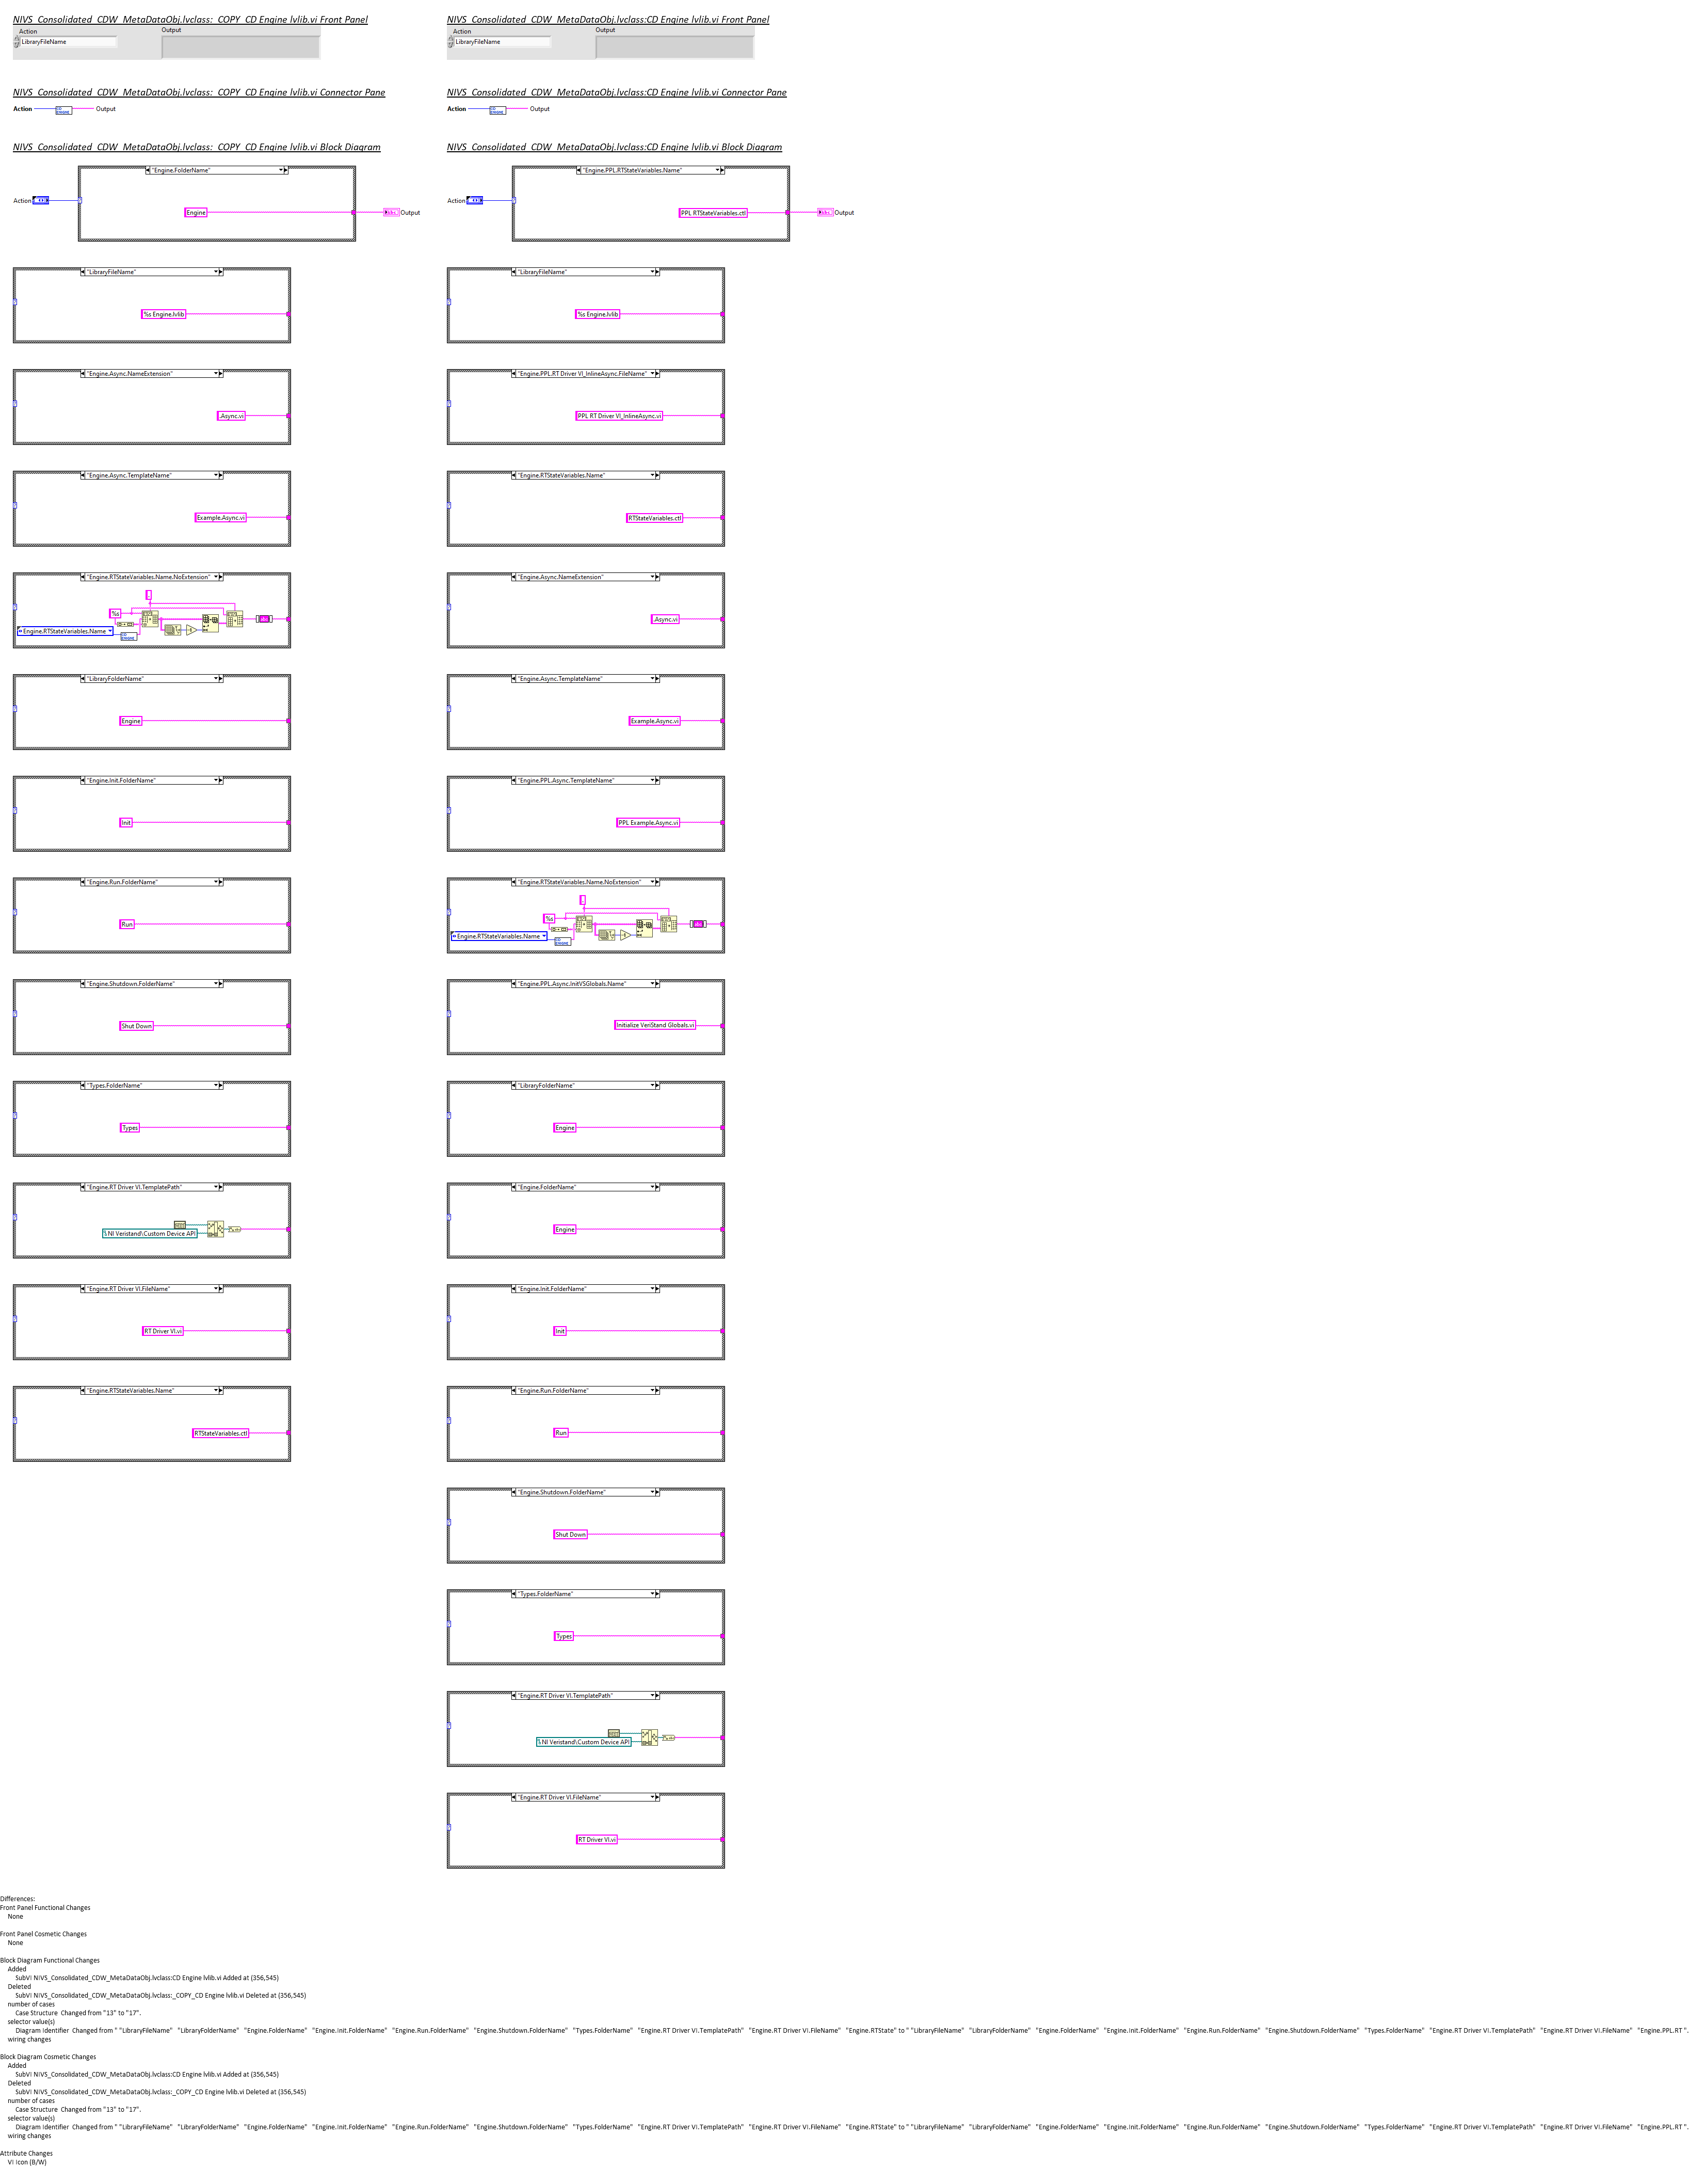 NIVS_Consolidated_CDW_MetaDataObj.lvclass:_COPY_CD Engine lvlib.vi Front Panel
Action
Output
LibraryFileName
NIVS_Consolidated_CDW_MetaDataObj.lvclass:_COPY_CD Engine lvlib.vi Connector Pane
Action
CD ENGINE
Output
NIVS_Consolidated_CDW_MetaDataObj.lvclass:_COPY_CD Engine lvlib.vi Block Diagram
"Engine.FolderName"
Action
Engine
abc
Output
"LibraryFileName"
%s Engine.lvlib
"Engine.Async.NameExtension"
.Async.vi
"Engine.Async.TemplateName"
Example.Async.vi
"Engine.RTStateVariables.Name.NoExtension"
.
%s
Engine.RTStateVariables.Name
CD ENGINE
"LibraryFolderName"
Engine
"Engine.Init.FolderName"
Init
"Engine.Run.FolderName"
Run
"Engine.Shutdown.FolderName"
Shut Down
"Types.FolderName"
Types
"Engine.RT Driver VI.TemplatePath"
NI Veristand\Custom Device API
"Engine.RT Driver VI.FileName"
RT Driver VI.vi
"Engine.RTStateVariables.Name"
RTStateVariables.ctl
NIVS_Consolidated_CDW_MetaDataObj.lvclass:CD Engine lvlib.vi Front Panel
Action
Output
LibraryFileName
NIVS_Consolidated_CDW_MetaDataObj.lvclass:CD Engine lvlib.vi Connector Pane
Action
CD ENGINE
Output
NIVS_Consolidated_CDW_MetaDataObj.lvclass:CD Engine lvlib.vi Block Diagram
"Engine.PPL.RTStateVariables.Name"
Action
PPL RTStateVariables.ctl
abc
Output
"LibraryFileName"
%s Engine.lvlib
"Engine.PPL.RT Driver VI_InlineAsync.FileName"
PPL RT Driver VI_InlineAsync.vi
"Engine.RTStateVariables.Name"
RTStateVariables.ctl
"Engine.Async.NameExtension"
.Async.vi
"Engine.Async.TemplateName"
Example.Async.vi
"Engine.PPL.Async.TemplateName"
PPL Example.Async.vi
"Engine.RTStateVariables.Name.NoExtension"
.
%s
Engine.RTStateVariables.Name
CD ENGINE
"Engine.PPL.Async.InitVSGlobals.Name"
Initialize VeriStand Globals.vi
"LibraryFolderName"
Engine
"Engine.FolderName"
Engine
"Engine.Init.FolderName"
Init
"Engine.Run.FolderName"
Run
"Engine.Shutdown.FolderName"
Shut Down
"Types.FolderName"
Types
"Engine.RT Driver VI.TemplatePath"
NI Veristand\Custom Device API
"Engine.RT Driver VI.FileName"
RT Driver VI.vi
Differences:
Front Panel Functional Changes
None
Front Panel Cosmetic Changes
None
Block Diagram Functional Changes
Added
SubVI NIVS_Consolidated_CDW_MetaDataObj.lvclass:CD Engine lvlib.vi Added at (356,545)
Deleted
SubVI NIVS_Consolidated_CDW_MetaDataObj.lvclass:_COPY_CD Engine lvlib.vi Deleted at (356,545)
number of cases
Case Structure Changed from "13" to "17".
selector value(s)
Diagram Identifier Changed from " "LibraryFileName" "LibraryFolderName" "Engine.FolderName" "Engine.Init.FolderName" "Engine.Run.FolderName" "Engine.Shutdown.FolderName" "Types.FolderName" "Engine.RT Driver VI.TemplatePath" "Engine.RT Driver VI.FileName" "Engine.RTState" to " "LibraryFileName" "LibraryFolderName" "Engine.FolderName" "Engine.Init.FolderName" "Engine.Run.FolderName" "Engine.Shutdown.FolderName" "Types.FolderName" "Engine.RT Driver VI.TemplatePath" "Engine.RT Driver VI.FileName" "Engine.PPL.RT ".
wiring changes
Block Diagram Cosmetic Changes
Added
SubVI NIVS_Consolidated_CDW_MetaDataObj.lvclass:CD Engine lvlib.vi Added at (356,545)
Deleted
SubVI NIVS_Consolidated_CDW_MetaDataObj.lvclass:_COPY_CD Engine lvlib.vi Deleted at (356,545)
number of cases
Case Structure Changed from "13" to "17".
selector value(s)
Diagram Identifier Changed from " "LibraryFileName" "LibraryFolderName" "Engine.FolderName" "Engine.Init.FolderName" "Engine.Run.FolderName" "Engine.Shutdown.FolderName" "Types.FolderName" "Engine.RT Driver VI.TemplatePath" "Engine.RT Driver VI.FileName" "Engine.RTState" to " "LibraryFileName" "LibraryFolderName" "Engine.FolderName" "Engine.Init.FolderName" "Engine.Run.FolderName" "Engine.Shutdown.FolderName" "Types.FolderName" "Engine.RT Driver VI.TemplatePath" "Engine.RT Driver VI.FileName" "Engine.PPL.RT ".
wiring changes
Attribute Changes
VI Icon (B/W)